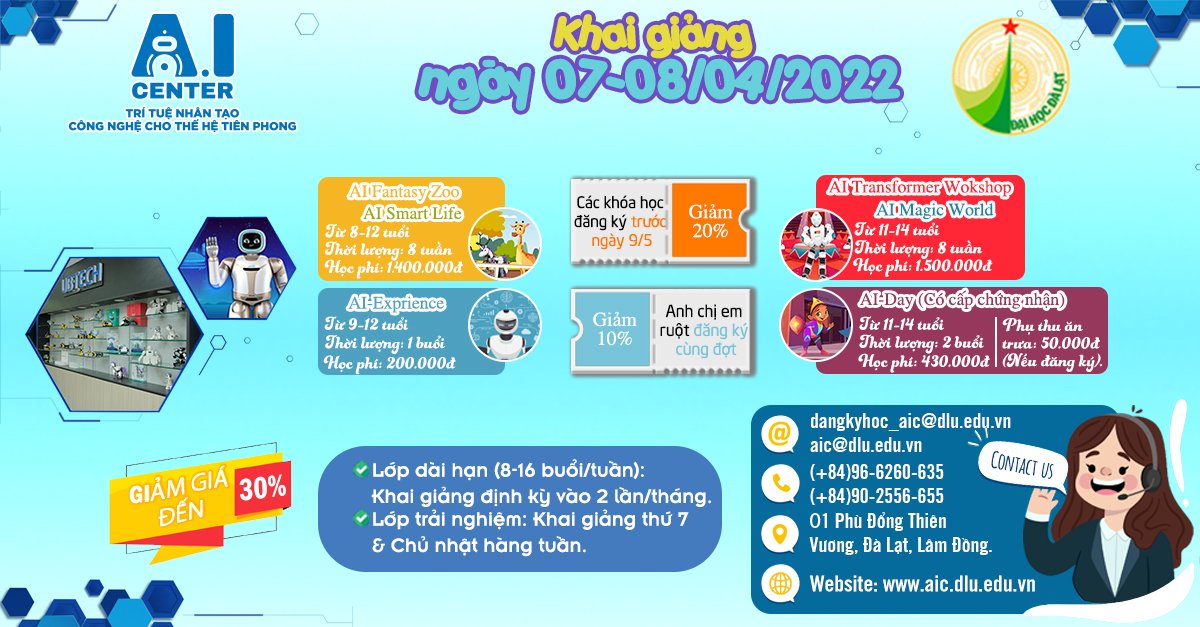 A.I
CENTER
TRÍ TUỆ NHÂN TẠO
CÔNG NGHỆ CHO THẾ HỆ TIÊN PHONG
Khai giảng
ngày 07-08/04/2022
ĐẠI HỌC ĐÀ LẠT
UBTECH
AI Fantasy Zoo
AI Smart Life
Từ 8-12 tuổi
Thời lượng: 8 tuần
Học phí: 1.400.000đ
Các khóa học
đăng ký trước
ngày 9/5
Giảm
20%
AI Transformer Wokshop
AI Magic World
Từ 11-14 tuổi
Thời lượng: 8 tuần
Học phí: 1.500.000đ
AI-Exprience
Từ 9-12 tuổi
Thời lượng: 1 buổi
Học phí: 200.000đ
Giảm
10%
Anh chị em
ruột đăng ký
cùng đợt
AI-Day (Có cấp chứng nhận)
Từ 11-14 tuổi
Thời lượng: 2 buổi
Học phí: 430.000đ
Phụ thu ăn
trưa: 50.000đ
(Nếu đăng ký).
GIẢM GIÁ
ĐẾN
30%
Lớp dài hạn (8-16 buổi/tuần):
Khai giảng định kỳ vào 2 lần/tháng.
Lớp trải nghiệm: Khai giảng thứ 7
& Chủ nhật hàng tuần.
dangkyhoc_aic@dlu.edu.vn
aic@dlu.edu.vn
(+84)96-6260-635
(+84)90-2556-655
01 Phù Đổng Thiên
Vương, Đà Lạt, Lâm Đồng.
Website: www.aic.dlu.edu.vn
CONTACT US